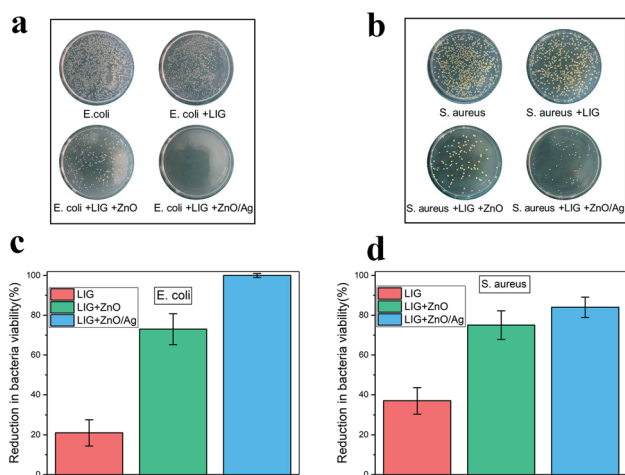 a
E.coli
E. coli +LIG
E. coli +LIG +ZnO
E. coli +LIG +ZnO/Ag
b
S. aureus
S. aureus +LIG
S. aureus +LIG +ZnO
S. aureus +LIG +ZnO/Ag
c
Reduction in bacteria viability(%)
100
80
60
40
20
0
LIG
LIG+ZnO
LIG+ZnO/Ag
E. coli
d
Reduction in bacteria viability(%)
100
80
60
40
20
0
LIG
LIG+ZnO
LIG+ZnO/Ag
S. aureus